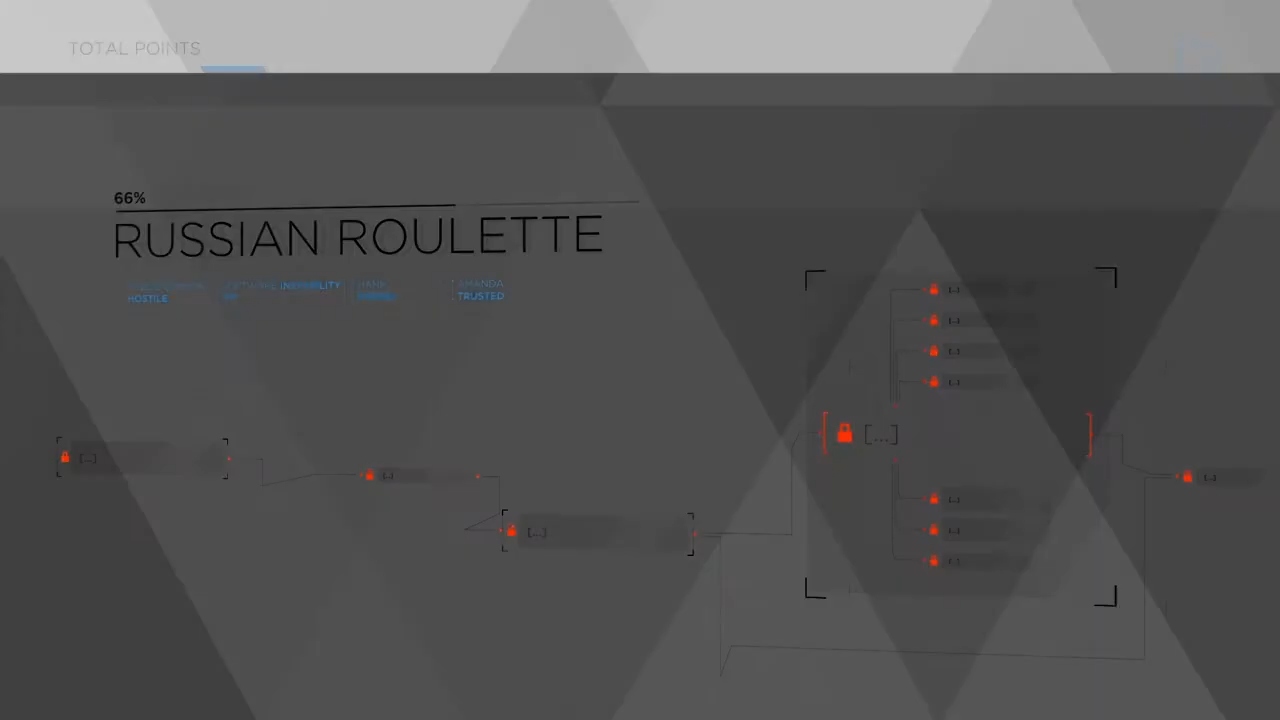 TOTAL POINTS
66%
RUSSIAN ROULETTE
HOSTILE
SOFTWARE INSTABILITY
HANK
AMANDA
TRUSTED
[...]
[...]
[...]
[...]
[...]
[...]
[...]
[...]
[...]
[...]
[...]
[...]